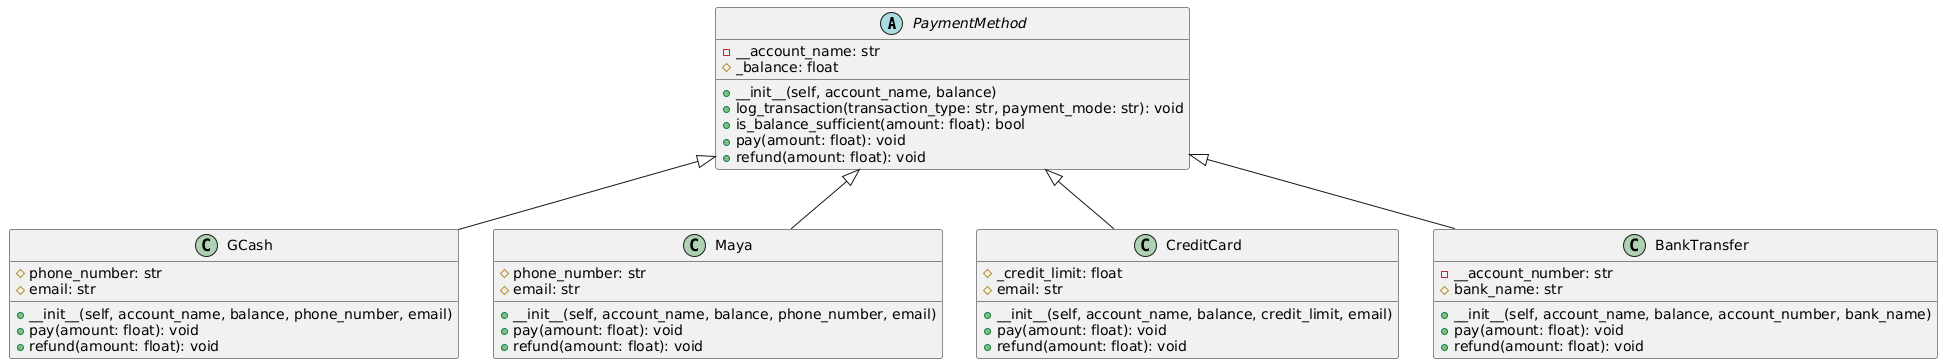 A PaymentMethod
__account_name: str
_balance: float
__init__(self, account_name, balance)
log_transaction(transaction_type: str, payment_mode: str): void
is_balance_sufficient(amount: float): bool
pay(amount: float): void
refund(amount: float): void
C GCash
phone_number: str
email: str
__init__(self, account_name, balance, phone_number, email)
pay(amount: float): void
refund(amount: float): void
C Maya
phone_number: str
email: str
__init__(self, account_name, balance, phone_number, email)
pay(amount: float): void
refund(amount: float): void
C CreditCard
_credit_limit: float
email: str
__init__(self, account_name, balance, credit_limit, email)
pay(amount: float): void
refund(amount: float): void
C BankTransfer
__account_number: str
bank_name: str
__init__(self, account_name, balance, account_number, bank_name)
pay(amount: float): void
refund(amount: float): void